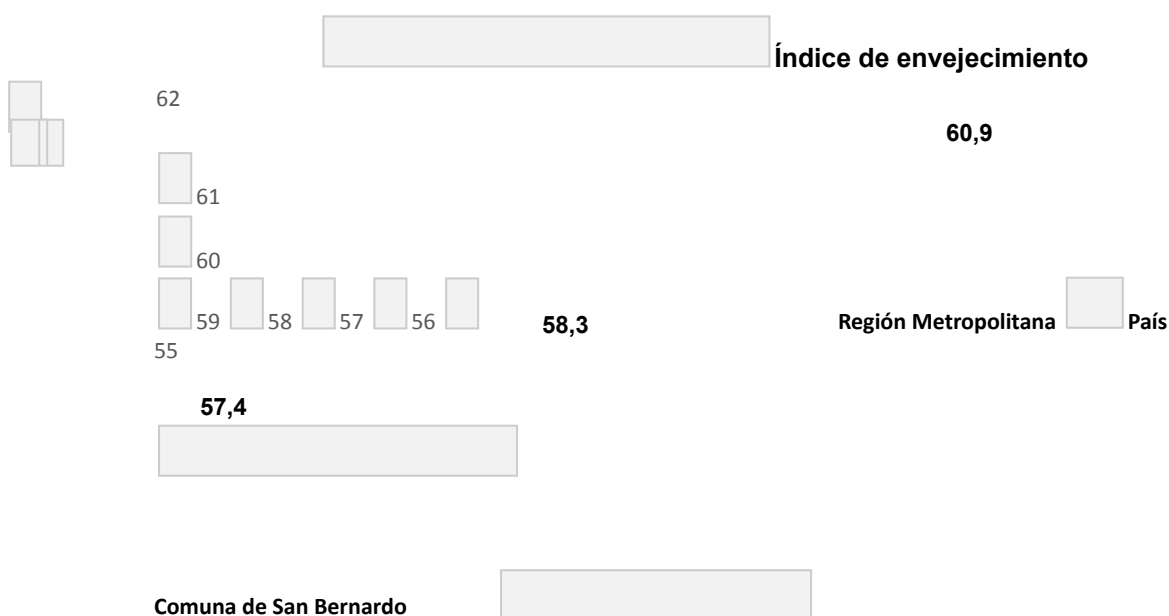 Índice de envejecimiento
62
60,9
61
60
59 58 57 56 58,3 Región Metropolitana País
55
57,4
Comuna de San Bernardo